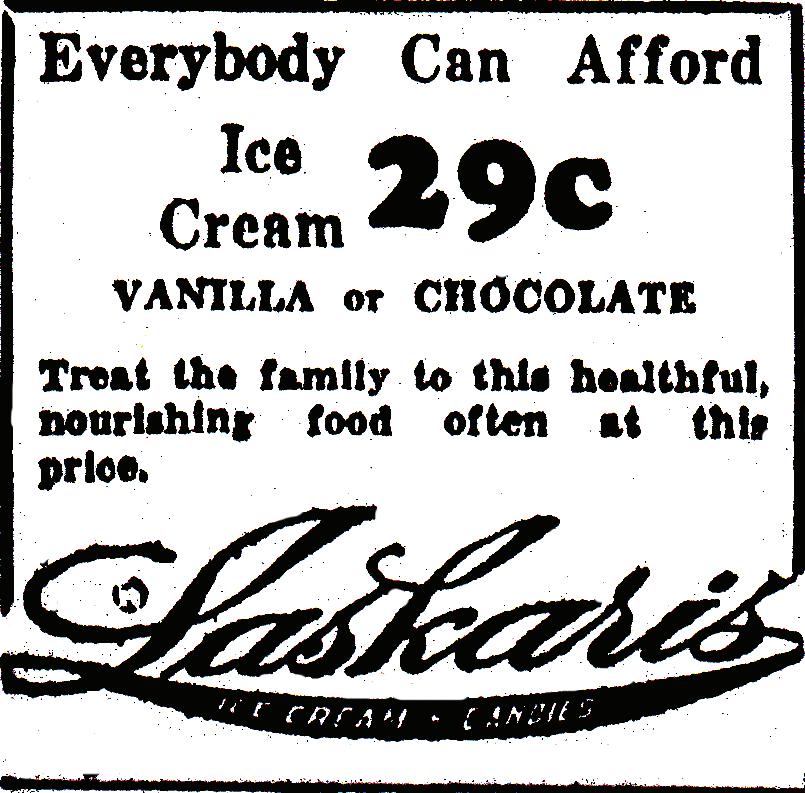 Everybody Can Afford
Ice
Cream 29c
VANILLA or CHOCOLATE
Treat the family to this healthful,
nourishing food often at this
price.
Laskaris
ICE CREAM - CANDIES